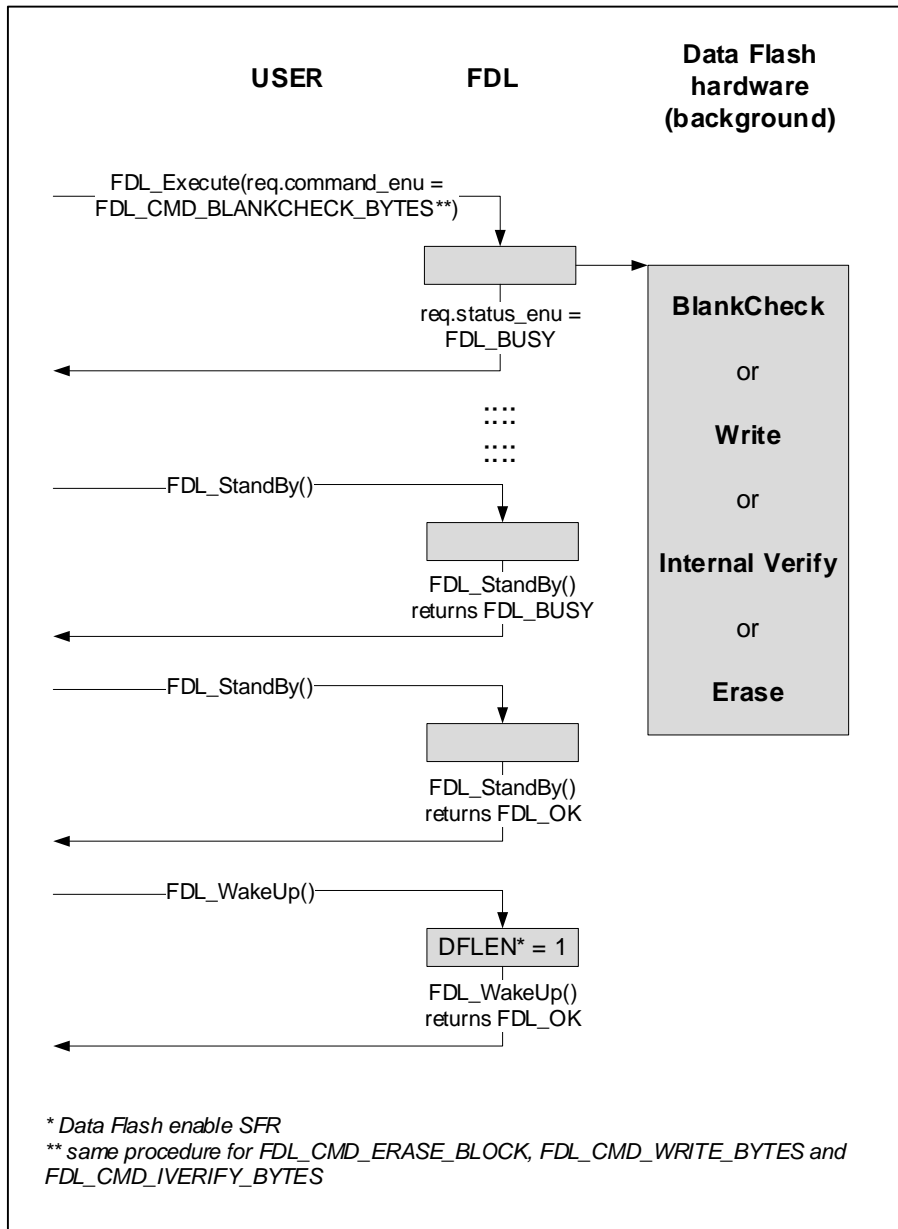 USER
FDL
Data Flash
hardware
(background)
FDL_Execute(req.command_enu =
FDL_CMD_BLANKCHECK_BYTES**)
req.status_enu =
FDL_BUSY
BlankCheck
or
Write
or
Internal Verify
or
Erase
::::
::::
FDL_StandBy()
FDL_StandBy()
returns FDL_BUSY
FDL_StandBy()
FDL_StandBy()
returns FDL_OK
FDL_WakeUp()
DFLEN* = 1
FDL_WakeUp()
returns FDL_OK
* Data Flash enable SFR
** same procedure for FDL_CMD_ERASE_BLOCK, FDL_CMD_WRITE_BYTES and
FDL_CMD_IVERIFY_BYTES